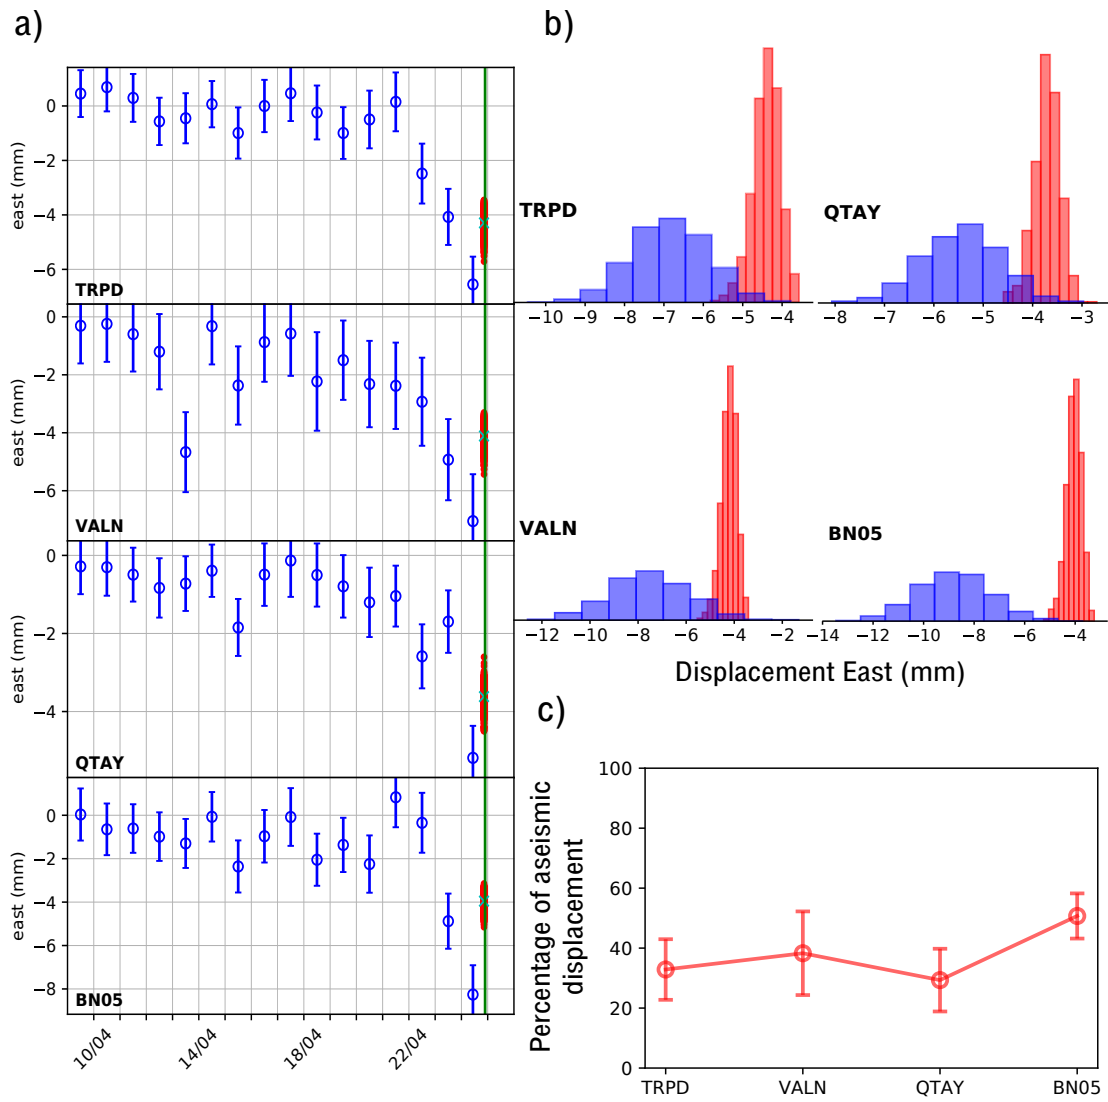 a)
0
−2
−4
−6
east (mm)
TRPD
0
−2
−4
−6
east (mm)
VALN
0
−2
−4
east (mm)
QTAY
0
−2
−4
−6
−8
east (mm)
BN05
10/04 14/04 18/04 22/04
b)
TRPD
−10 −9 −8 −7 −6 −5 −4
QTAY
−8 −7 −6 −5 −4 −3
VALN
−12 −10 −8 −6 −4 −2
BN05
−14 −12 −10 −8 −6 −4
Displacement East (mm)
c)
Percentage of aseismic
displacement
100
80
60
40
20
0
TRPD VALN QTAY BN05